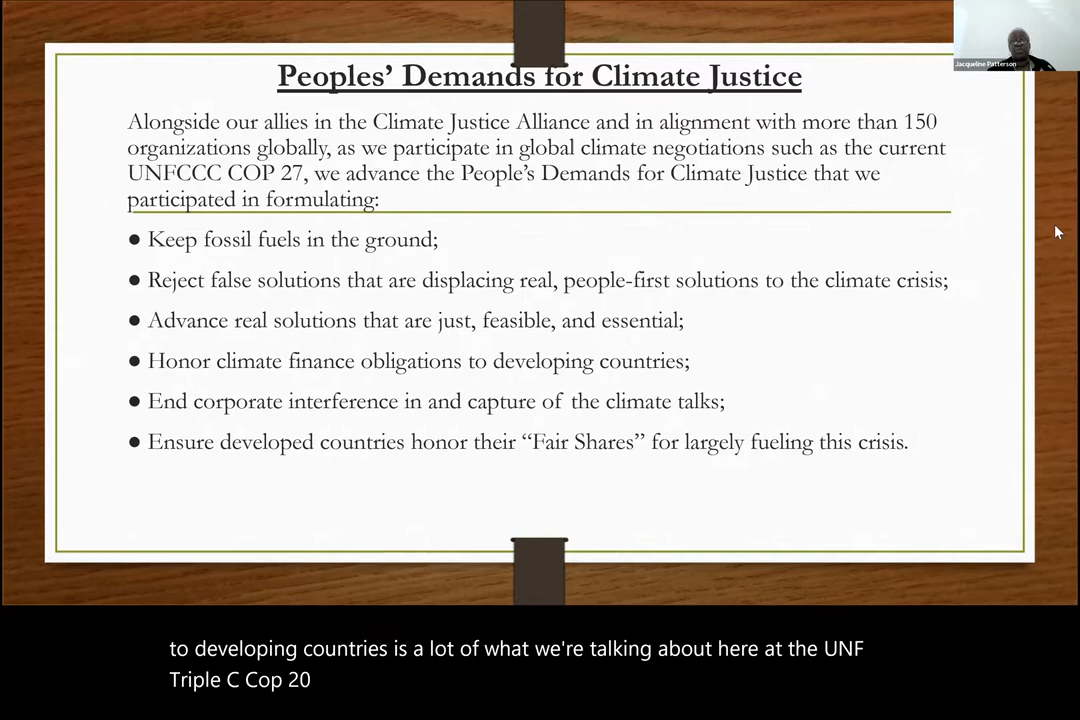 Peoples’ Demands for Climate Justice
Jacqueline Patterson
Alongside our allies in the Climate Justice Alliance and in alignment with more than 150
organizations globally, as we participate in global climate negotiations such as the current
UNFCCC COP 27, we advance the People’s Demands for Climate Justice that we
participated in formulating:
● Keep fossil fuels in the ground;
● Reject false solutions that are displacing real, people-first solutions to the climate crisis;
● Advance real solutions that are just, feasible, and essential;
● Honor climate finance obligations to developing countries;
● End corporate interference in and capture of the climate talks;
● Ensure developed countries honor their “Fair Shares” for largely fueling this crisis.
to developing countries is a lot of what we're talking about here at the UNF
Triple C Cop 20